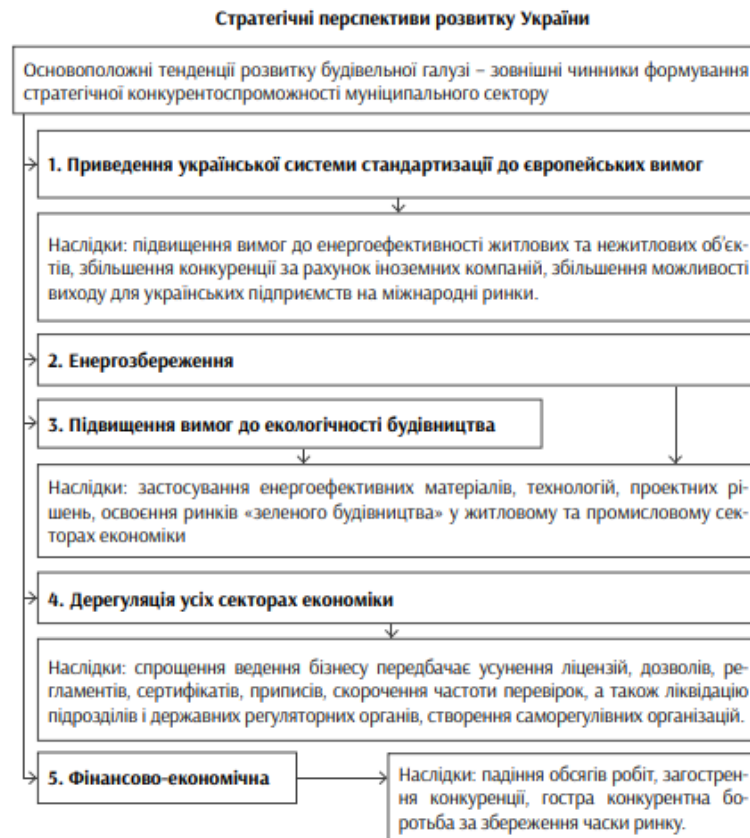 Стратегічні перспективи розвитку України
Основоположні тенденції розвитку будівельної галузі – зовнішні чинники формування
стратегічної конкурентоспроможності муніципального сектору
1. Приведення української системи стандартизації до європейських вимог
Наслідки: підвищення вимог до енергоефективності житлових та нежитлових об’єк-
тів, збільшення конкуренції за рахунок іноземних компаній, збільшення можливості
виходу для українських підприємств на міжнародні ринки.
2. Енергозбереження
3. Підвищення вимог до екологічності будівництва
Наслідки: застосування енергоефективних матеріалів, технологій, проектних рі-
шень, освоєння ринків «зеленого будівництва» у житловому та промисловому сек-
торах економіки
4. Дерегуляція усіх секторах економіки
Наслідки: спрощення ведення бізнесу передбачає усунення ліцензій, дозволів, ре-
гламентів, сертифікатів, приписів, скорочення частоти перевірок, а також ліквідацію
підрозділів і державних регуляторних органів, створення саморегулівних організацій.
5. Фінансово-економічна
Наслідки: падіння обсягів робіт, загострен-
ня конкуренції, гостра конкурентна бо-
ротьба за збереження часки ринку.